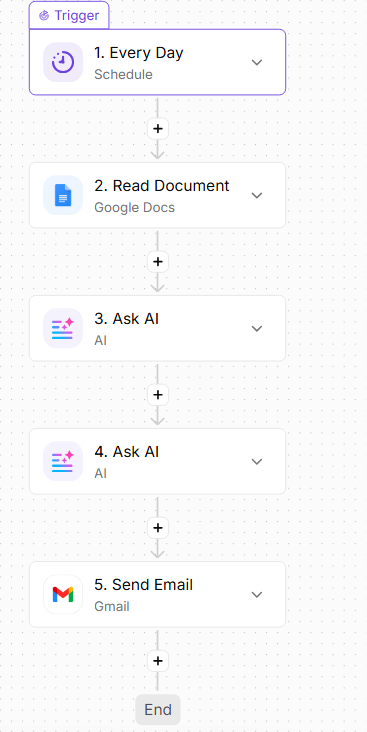 Trigger
1. Every Day
Schedule
2. Read Document
Google Docs
3. Ask AI
AI
4. Ask AI
AI
5. Send Email
Gmail
End